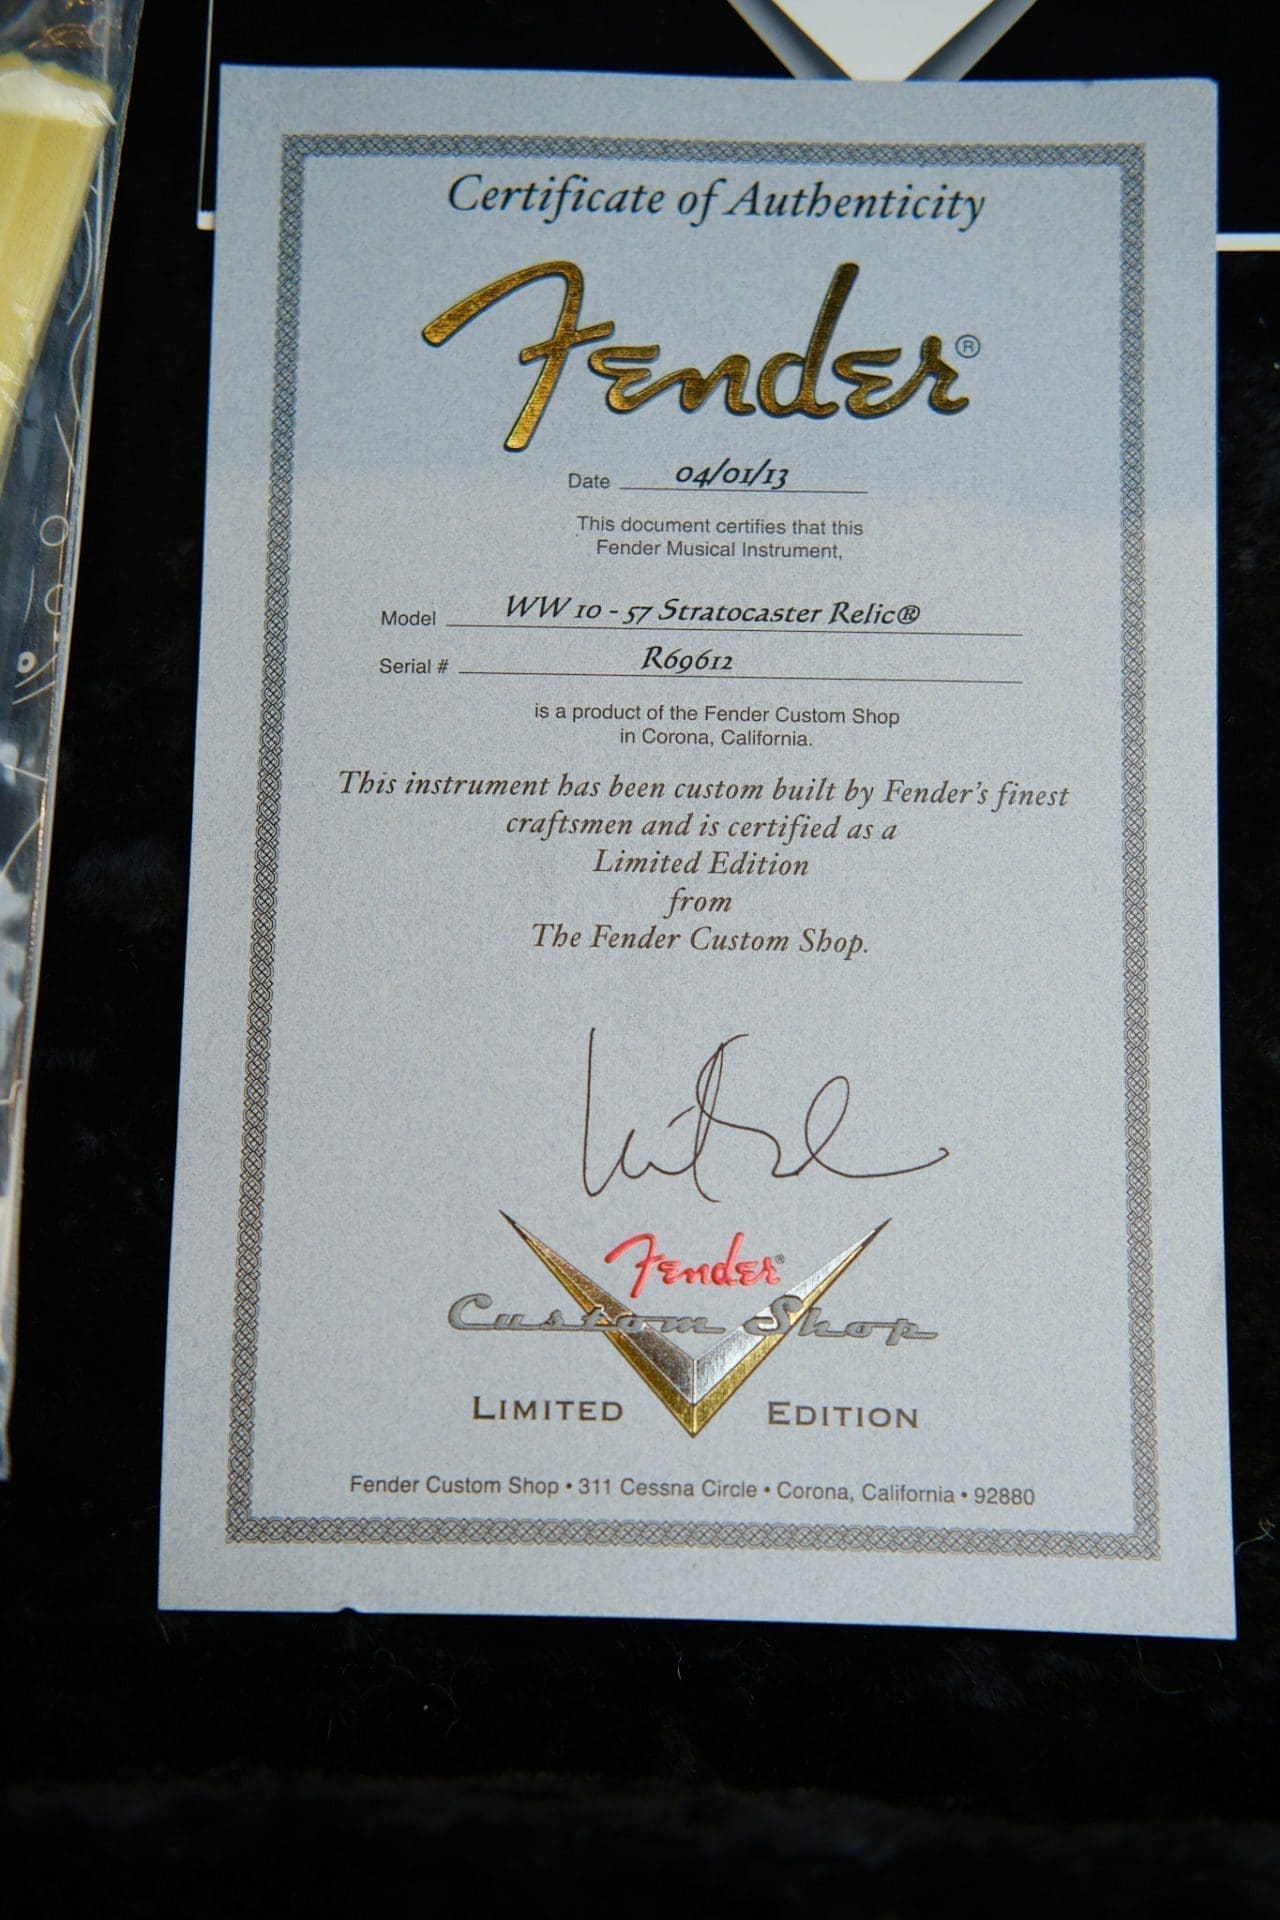 Certificate of Authenticity
Fender®
Date 04/01/13
This document certifies that this
Fender Musical Instrument,
Model WW 10 - 57 Stratocaster Relic®
Serial # R69612
is a product of the Fender Custom Shop
in Corona, California.
This instrument has been custom built by Fender's finest
craftsmen and is certified as a
Limited Edition
from
The Fender Custom Shop.
Fender®
Custom Shop
LIMITED EDITION
Fender Custom Shop • 311 Cessna Circle • Corona, California • 92880